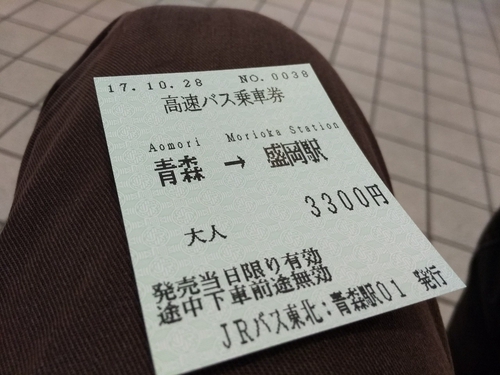 17.10.28 NO.0038
高速バス乗車券
Aomori Morioka Station
青森 → 盛岡駅
3300円
大人
発売当日限り有効
途中下車前途無効
JRバス東北:青森駅01 発行